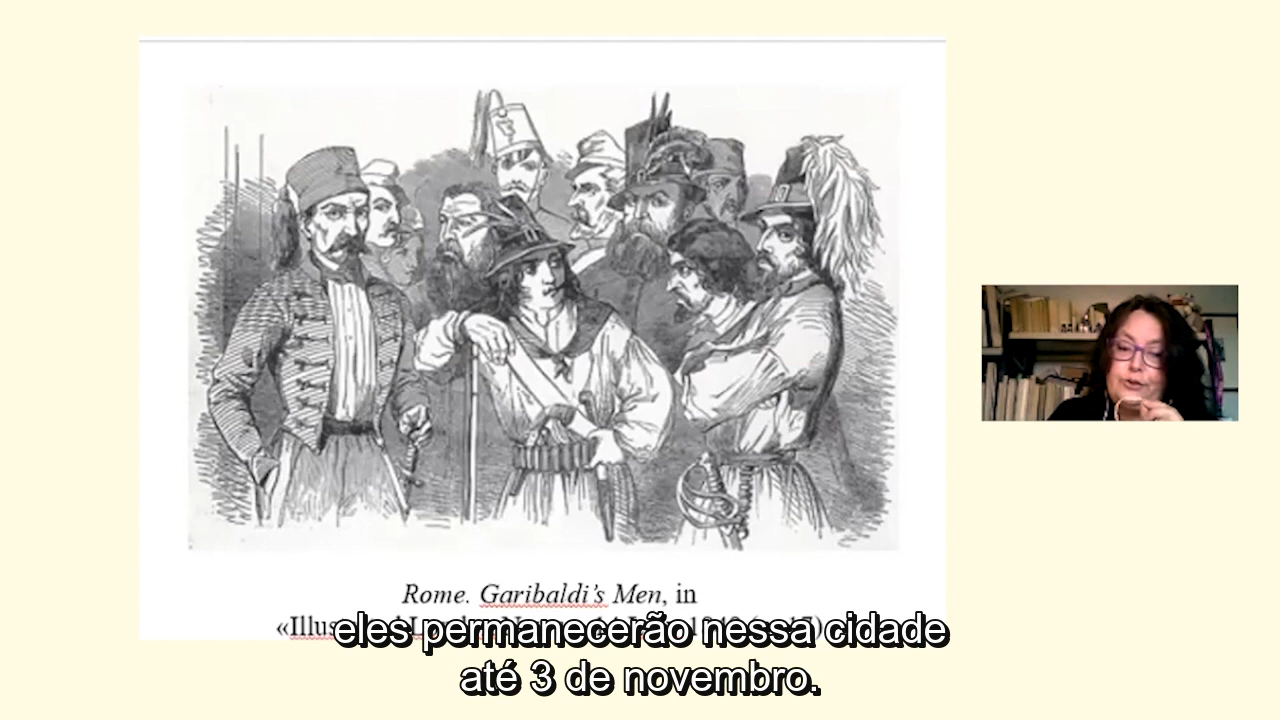 Rome. Garibaldi's Men, in
eles permanecerão nessa cidade
até 3 de novembro.